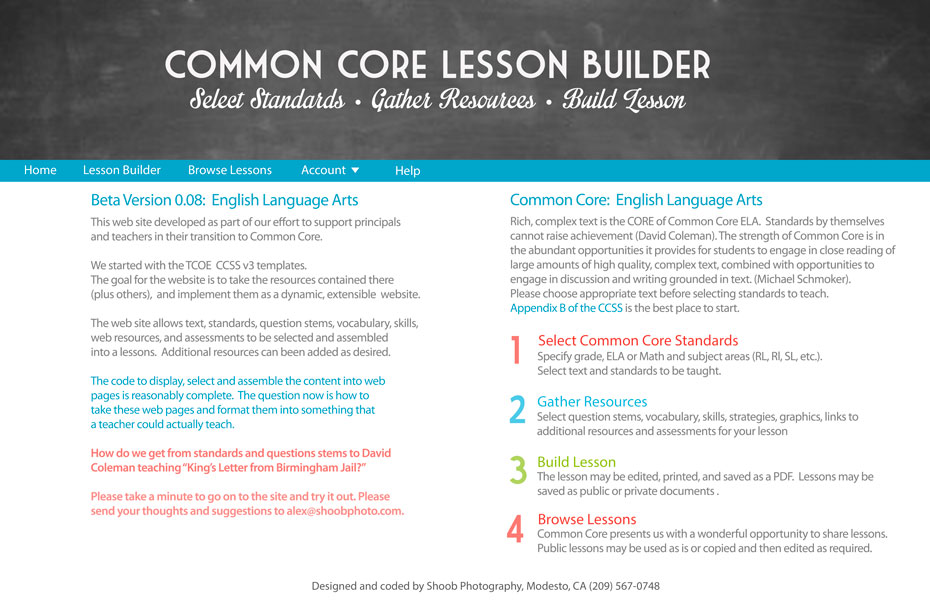 COMMON CORE LESSON BUILDER
Select Standards • Gather Resources • Build Lesson
Home Lesson Builder Browse Lessons Account ▼ Help
Beta Version 0.08: English Language Arts
This web site developed as part of our effort to support principals
and teachers in their transition to Common Core.
We started with the TCOE CCSS v3 templates.
The goal for the website is to take the resources contained there
(plus others), and implement them as a dynamic, extensible website.
The web site allows text, standards, question stems, vocabulary, skills,
web resources, and assessments to be selected and assembled
into a lessons. Additional resources can been added as desired.
The code to display, select and assemble the content into web
pages is reasonably complete. The question now is how to
take these web pages and format them into something that
a teacher could actually teach.
How do we get from standards and questions stems to David
Coleman teaching “King’s Letter from Birmingham Jail?”
Please take a minute to go on to the site and try it out. Please
send your thoughts and suggestions to alex@shoobphoto.com.
Common Core: English Language Arts
Rich, complex text is the CORE of Common Core ELA. Standards by themselves
cannot raise achievement (David Coleman). The strength of Common Core is in
the abundant opportunities it provides for students to engage in close reading of
large amounts of high quality, complex text, combined with opportunities to
engage in discussion and writing grounded in text. (Michael Schmoker).
Please choose appropriate text before selecting standards to teach.
Appendix B of the CCSS is the best place to start.
1 Select Common Core Standards
Specify grade, ELA or Math and subject areas (RL, RI, SL, etc.).
Select text and standards to be taught.
2 Gather Resources
Select question stems, vocabulary, skills, strategies, graphics, links to
additional resources and assessments for your lesson
3 Build Lesson
The lesson may be edited, printed, and saved as a PDF. Lessons may be
saved as public or private documents .
4 Browse Lessons
Common Core presents us with a wonderful opportunity to share lessons.
Public lessons may be used as is or copied and then edited as required.
Designed and coded by Shoob Photography, Modesto, CA (209) 567-0748